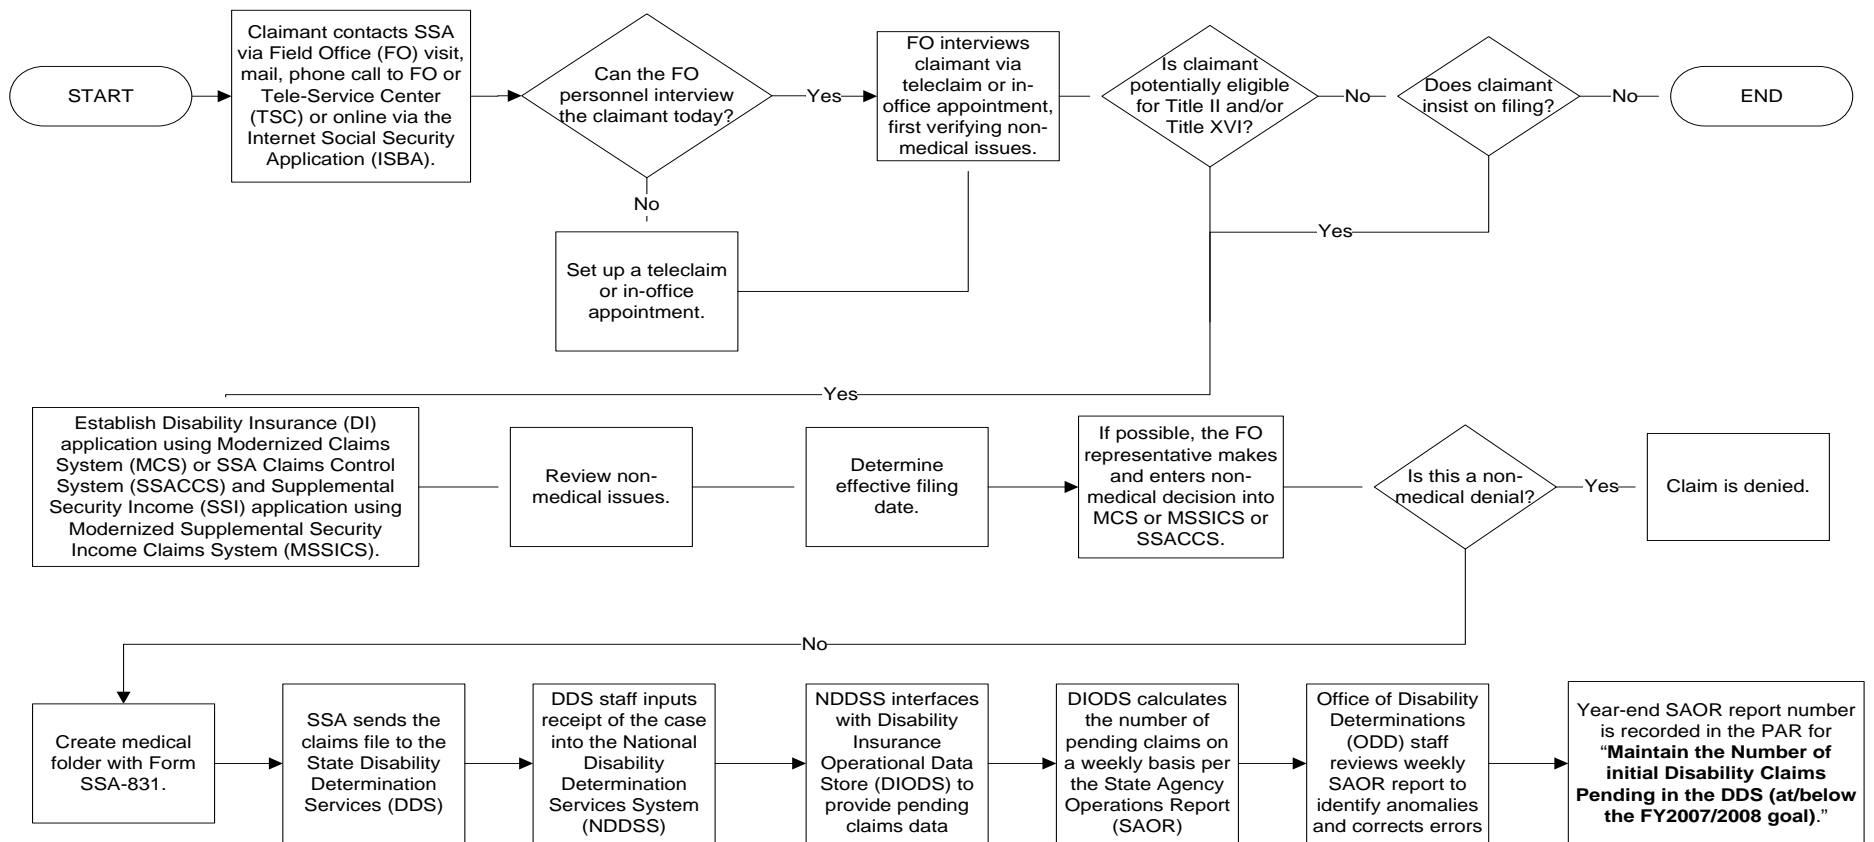 START
Claimant contacts SSA
via Field Office (FO) visit,
mail, phone call to FO or
Tele-Service Center
(TSC) or online via the
Internet Social Security
Application (ISBA).
Can the FO
personnel interview
the claimant today?
Yes
No
Set up a teleclaim
or in-office
appointment.
FO interviews
claimant via
teleclaim or in-
office appointment,
first verifying non-
medical issues.
Is claimant
potentially eligible
for Title II and/or
Title XVI?
No
Does claimant
insist on filing?
No
END
Yes
Yes
Establish Disability Insurance (DI)
application using Modernized Claims
System (MCS) or SSA Claims Control
System (SSACCS) and Supplemental
Security Income (SSI) application using
Modernized Supplemental Security
Income Claims System (MSSICS).
Review non-
medical issues.
Determine
effective filing
date.
If possible, the FO
representative makes
and enters non-
medical decision into
MCS or MSSICS or
SSACCS.
Is this a non-
medical denial?
Yes
Claim is denied.
No
Create medical
folder with Form
SSA-831.
SSA sends the
claims file to the
State Disability
Determination
Services (DDS)
DDS staff inputs
receipt of the case
into the National
Disability
Determination
Services System
(NDDSS)
NDDSS interfaces
with Disability
Insurance
Operational Data
Store (DIODS) to
provide pending
claims data
DIODS calculates
the number of
pending claims on
a weekly basis per
the State Agency
Operations Report
(SAOR)
Office of Disability
Determinations
(ODD) staff
reviews weekly
SAOR report to
identify anomalies
and corrects errors
Year-end SAOR report number
is recorded in the PAR for
“Maintain the Number of
initial Disability Claims
Pending in the DDS (at/below
the FY2007/2008 goal).”